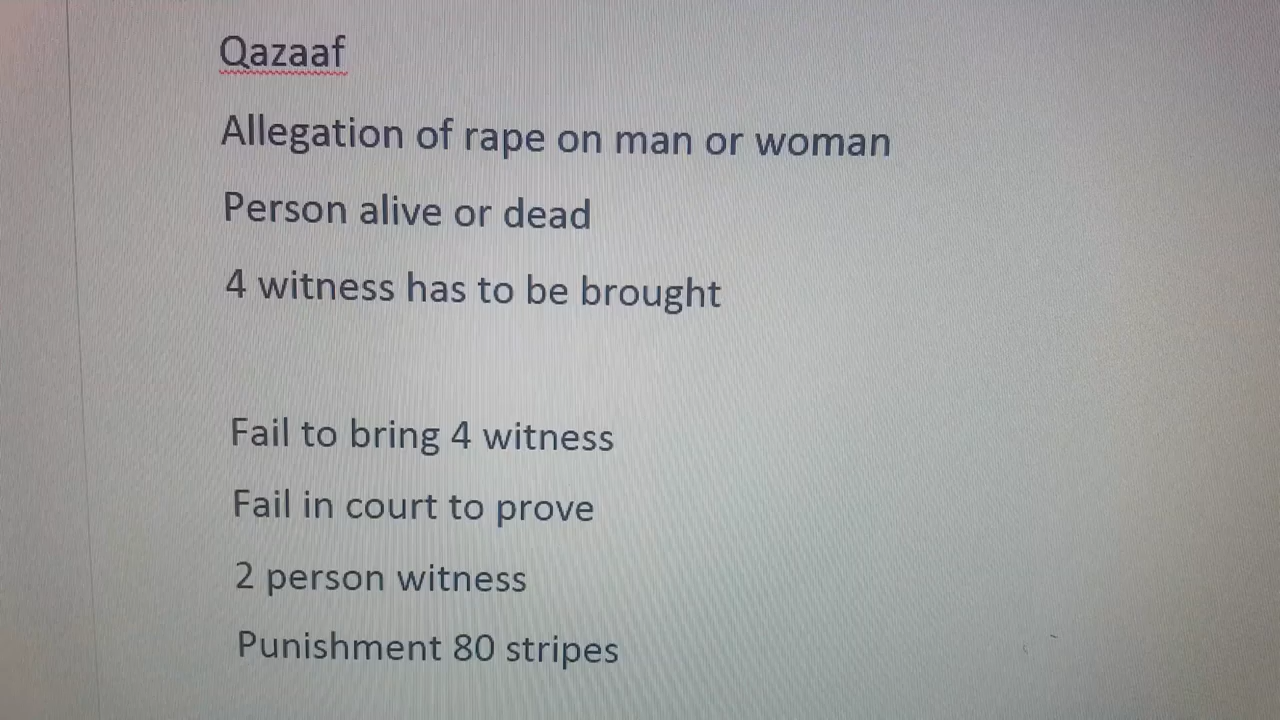 Qazaaf
Allegation of rape on man or woman
Person alive or dead
4 witness has to be brought
Fail to bring 4 witness
Fail in court to prove
2 person witness
Punishment 80 stripes